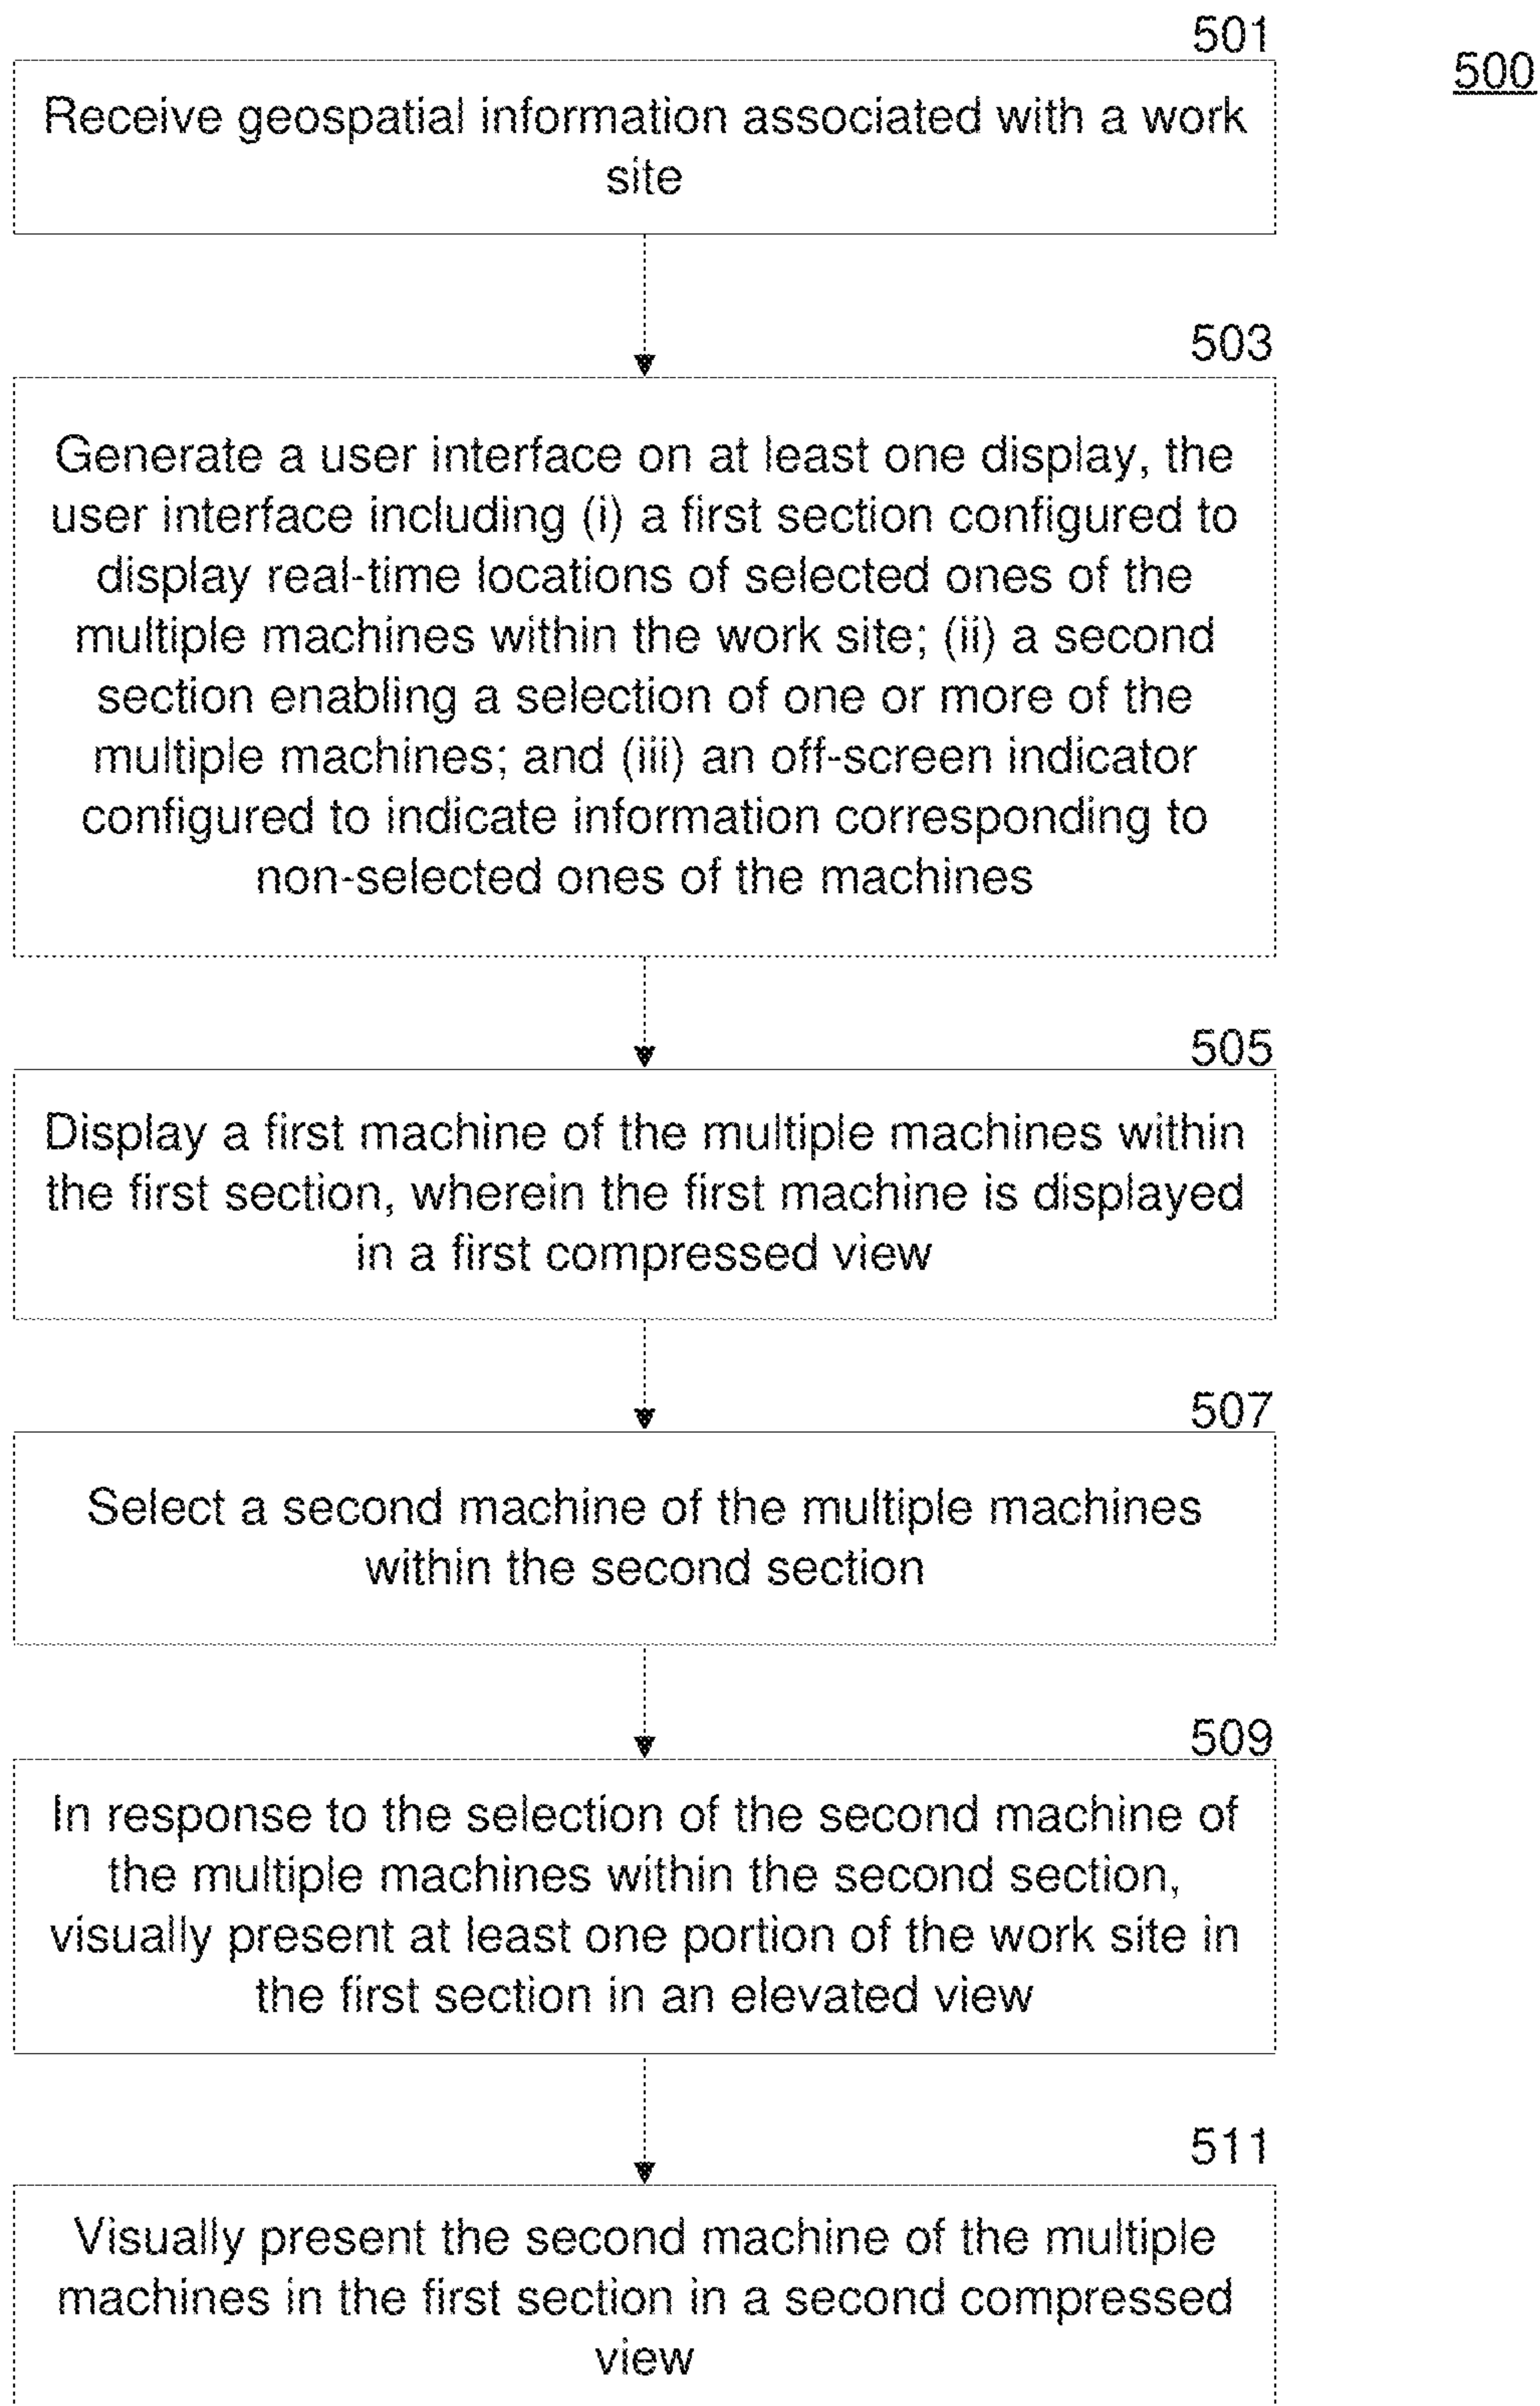 501
500
Receive geospatial information associated with a work
site
503
Generate a user interface on at least one display, the
user interface including (i) a first section configured to
display real-time locations of selected ones of the
multiple machines within the work site; (ii) a second
section enabling a selection of one or more of the
multiple machines; and (iii) an off-screen indicator
configured to indicate information corresponding to
non-selected ones of the machines
505
Display a first machine of the multiple machines within
the first section, wherein the first machine is displayed
in a first compressed view
507
Select a second machine of the multiple machines
within the second section
509
In response to the selection of the second machine of
the multiple machines within the second section,
visually present at least one portion of the work site in
the first section in an elevated view
511
Visually present the second machine of the multiple
machines in the first section in a second compressed
view